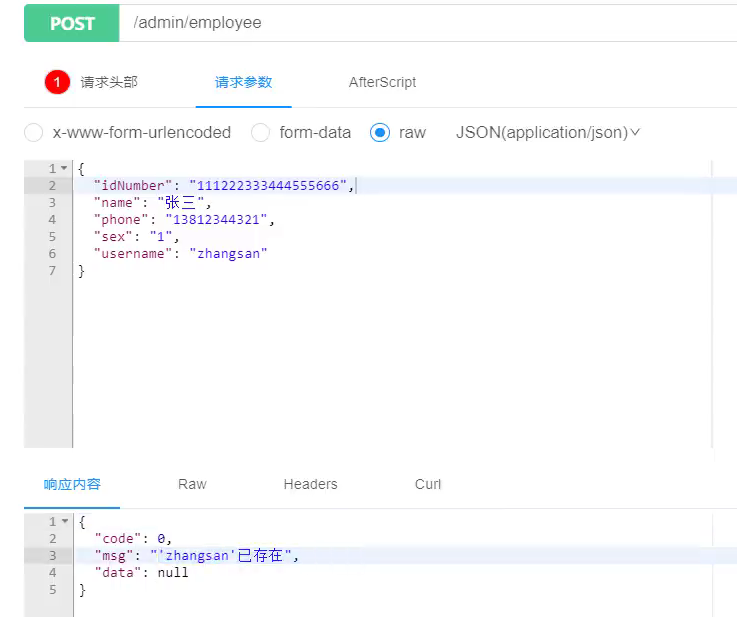 POST /admin/employee
1 请求头部 请求参数 AfterScript
x-www-form-urlencoded form-data raw JSON(application/json)
1 {
2 "idNumber": "111222333444555666",
3 "name": "张三",
4 "phone": "13812344321",
5 "sex": "1",
6 "username": "zhangsan"
7 }
响应内容 Raw Headers Curl
1 {
2 "code": 0,
3 "msg": "'zhangsan'已存在",
4 "data": null
5 }